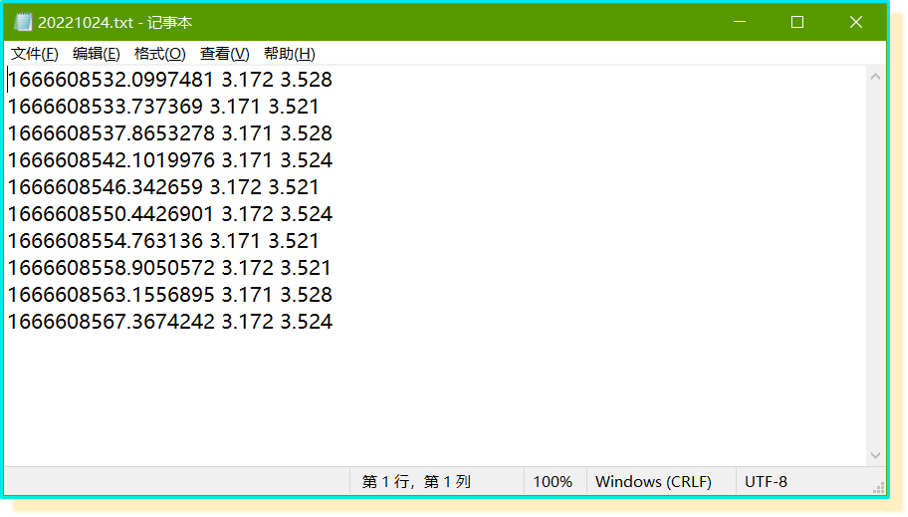 20221024.txt - 记事本
文件(F) 编辑(E) 格式(O) 查看(V) 帮助(H)
1666608532.0997481 3.172 3.528
1666608533.737369 3.171 3.521
1666608537.8653278 3.171 3.528
1666608542.1019976 3.171 3.524
1666608546.342659 3.172 3.521
1666608550.4426901 3.172 3.524
1666608554.763136 3.171 3.521
1666608558.9050572 3.172 3.521
1666608563.1556895 3.171 3.528
1666608567.3674242 3.172 3.524
第 1 行，第 1 列 100% Windows (CRLF) UTF-8